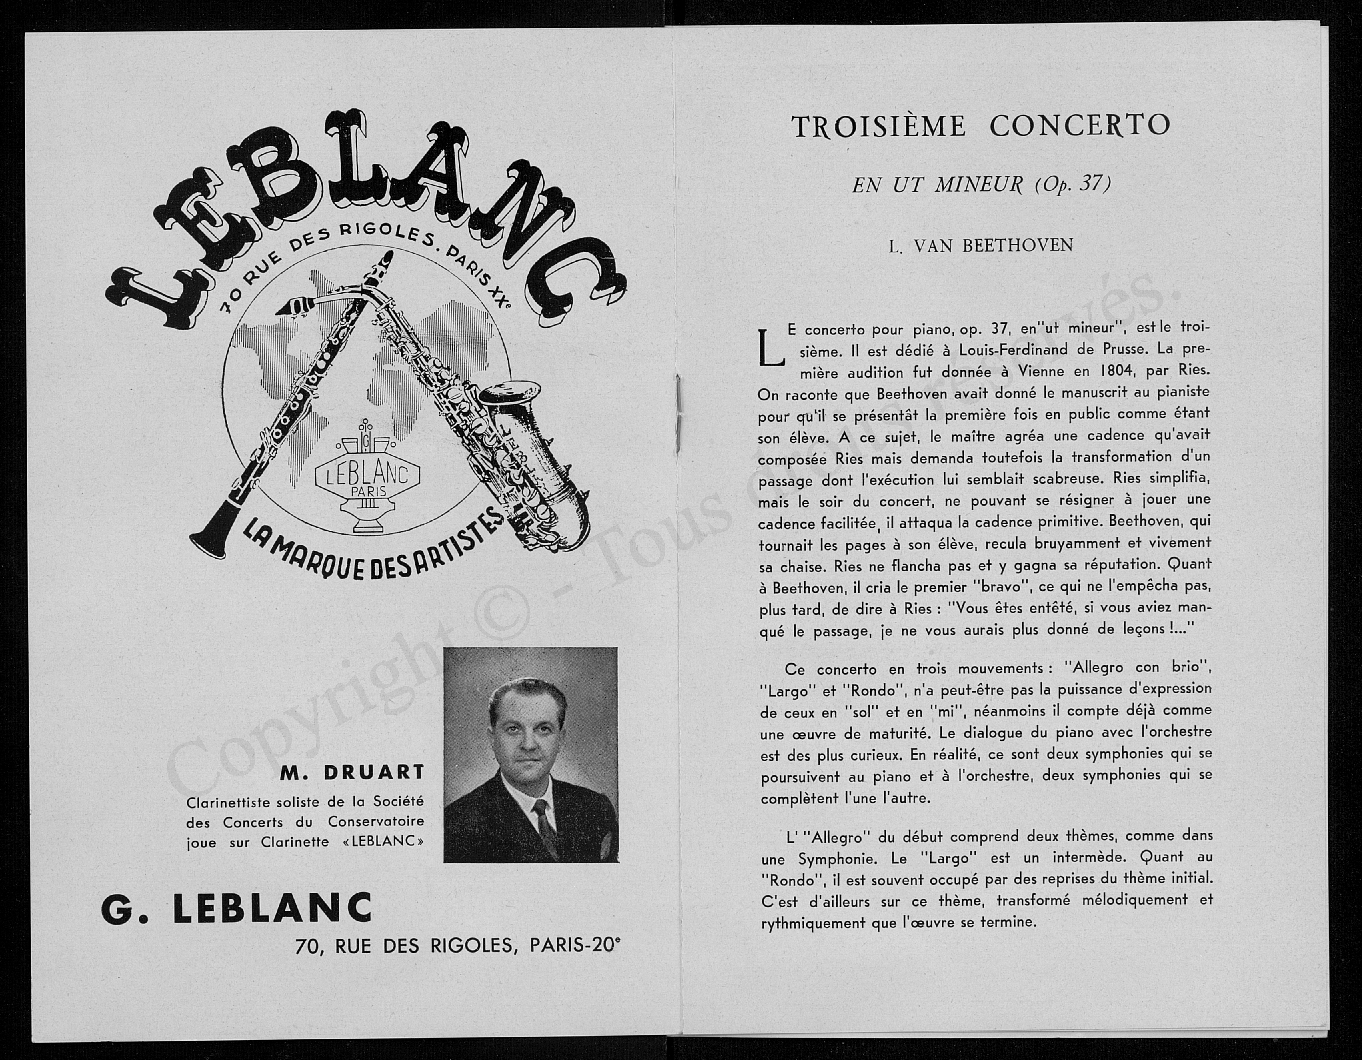 LEBLANC
70 RUE DES RIGOLES. PARIS XXe
G
LEBLANC
PARIS
LEBLANC
LA MARQUE DES ARTISTES
M. DRUART
Clarinettiste soliste de la Société
des Concerts du Conservatoire
joue sur Clarinette «LEBLANC»
G. LEBLANC
70, RUE DES RIGOLES, PARIS-20e
TROISIÈME CONCERTO
EN UT MINEUR (Op. 37)
L. VAN BEETHOVEN
LE concerto pour piano, op. 37, en "ut mineur", est le troi-
sième. Il est dédié à Louis-Ferdinand de Prusse. La pre-
mière audition fut donnée à Vienne en 1804, par Ries.
On raconte que Beethoven avait donné le manuscrit au pianiste
pour qu'il se présentât la première fois en public comme étant
son élève. A ce sujet, le maître agréa une cadence qu'avait
composée Ries mais demanda toutefois la transformation d'un
passage dont l'exécution lui semblait scabreuse. Ries simplifia,
mais le soir du concert, ne pouvant se résigner à jouer une
cadence facilitée, il attaqua la cadence primitive. Beethoven, qui
tournait les pages à son élève, recula bruyamment et vivement
sa chaise. Ries ne flancha pas et y gagna sa réputation. Quant
à Beethoven, il cria le premier "bravo", ce qui ne l'empêcha pas,
plus tard, de dire à Ries : "Vous êtes entêté, si vous aviez man-
qué le passage, je ne vous aurais plus donné de leçons !..."
Ce concerto en trois mouvements : "Allegro con brio",
"Largo" et "Rondo", n'a peut-être pas la puissance d'expression
de ceux en "sol" et en "mi", néanmoins il compte déjà comme
une œuvre de maturité. Le dialogue du piano avec l'orchestre
est des plus curieux. En réalité, ce sont deux symphonies qui se
poursuivent au piano et à l'orchestre, deux symphonies qui se
complètent l'une l'autre.
L' "Allegro" du début comprend deux thèmes, comme dans
une Symphonie. Le "Largo" est un intermède. Quant au
"Rondo", il est souvent occupé par des reprises du thème initial.
C'est d'ailleurs sur ce thème, transformé mélodiquement et
rythmiquement que l'œuvre se termine.
Copyright © - Tous droits réservés.